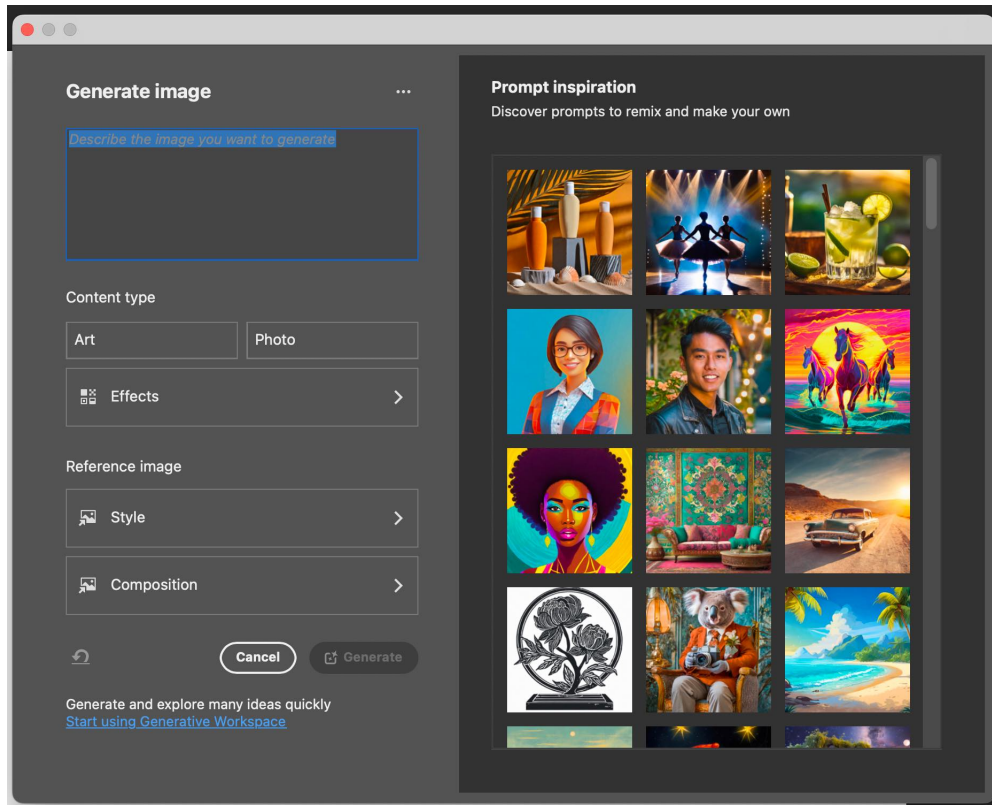 Generate image
Describe the image you want to generate
Content type
Art
Photo
Effects
Reference image
Style
Composition
Cancel
Generate
Generate and explore many ideas quickly
Start using Generative Workspace
Prompt inspiration
Discover prompts to remix and make your own